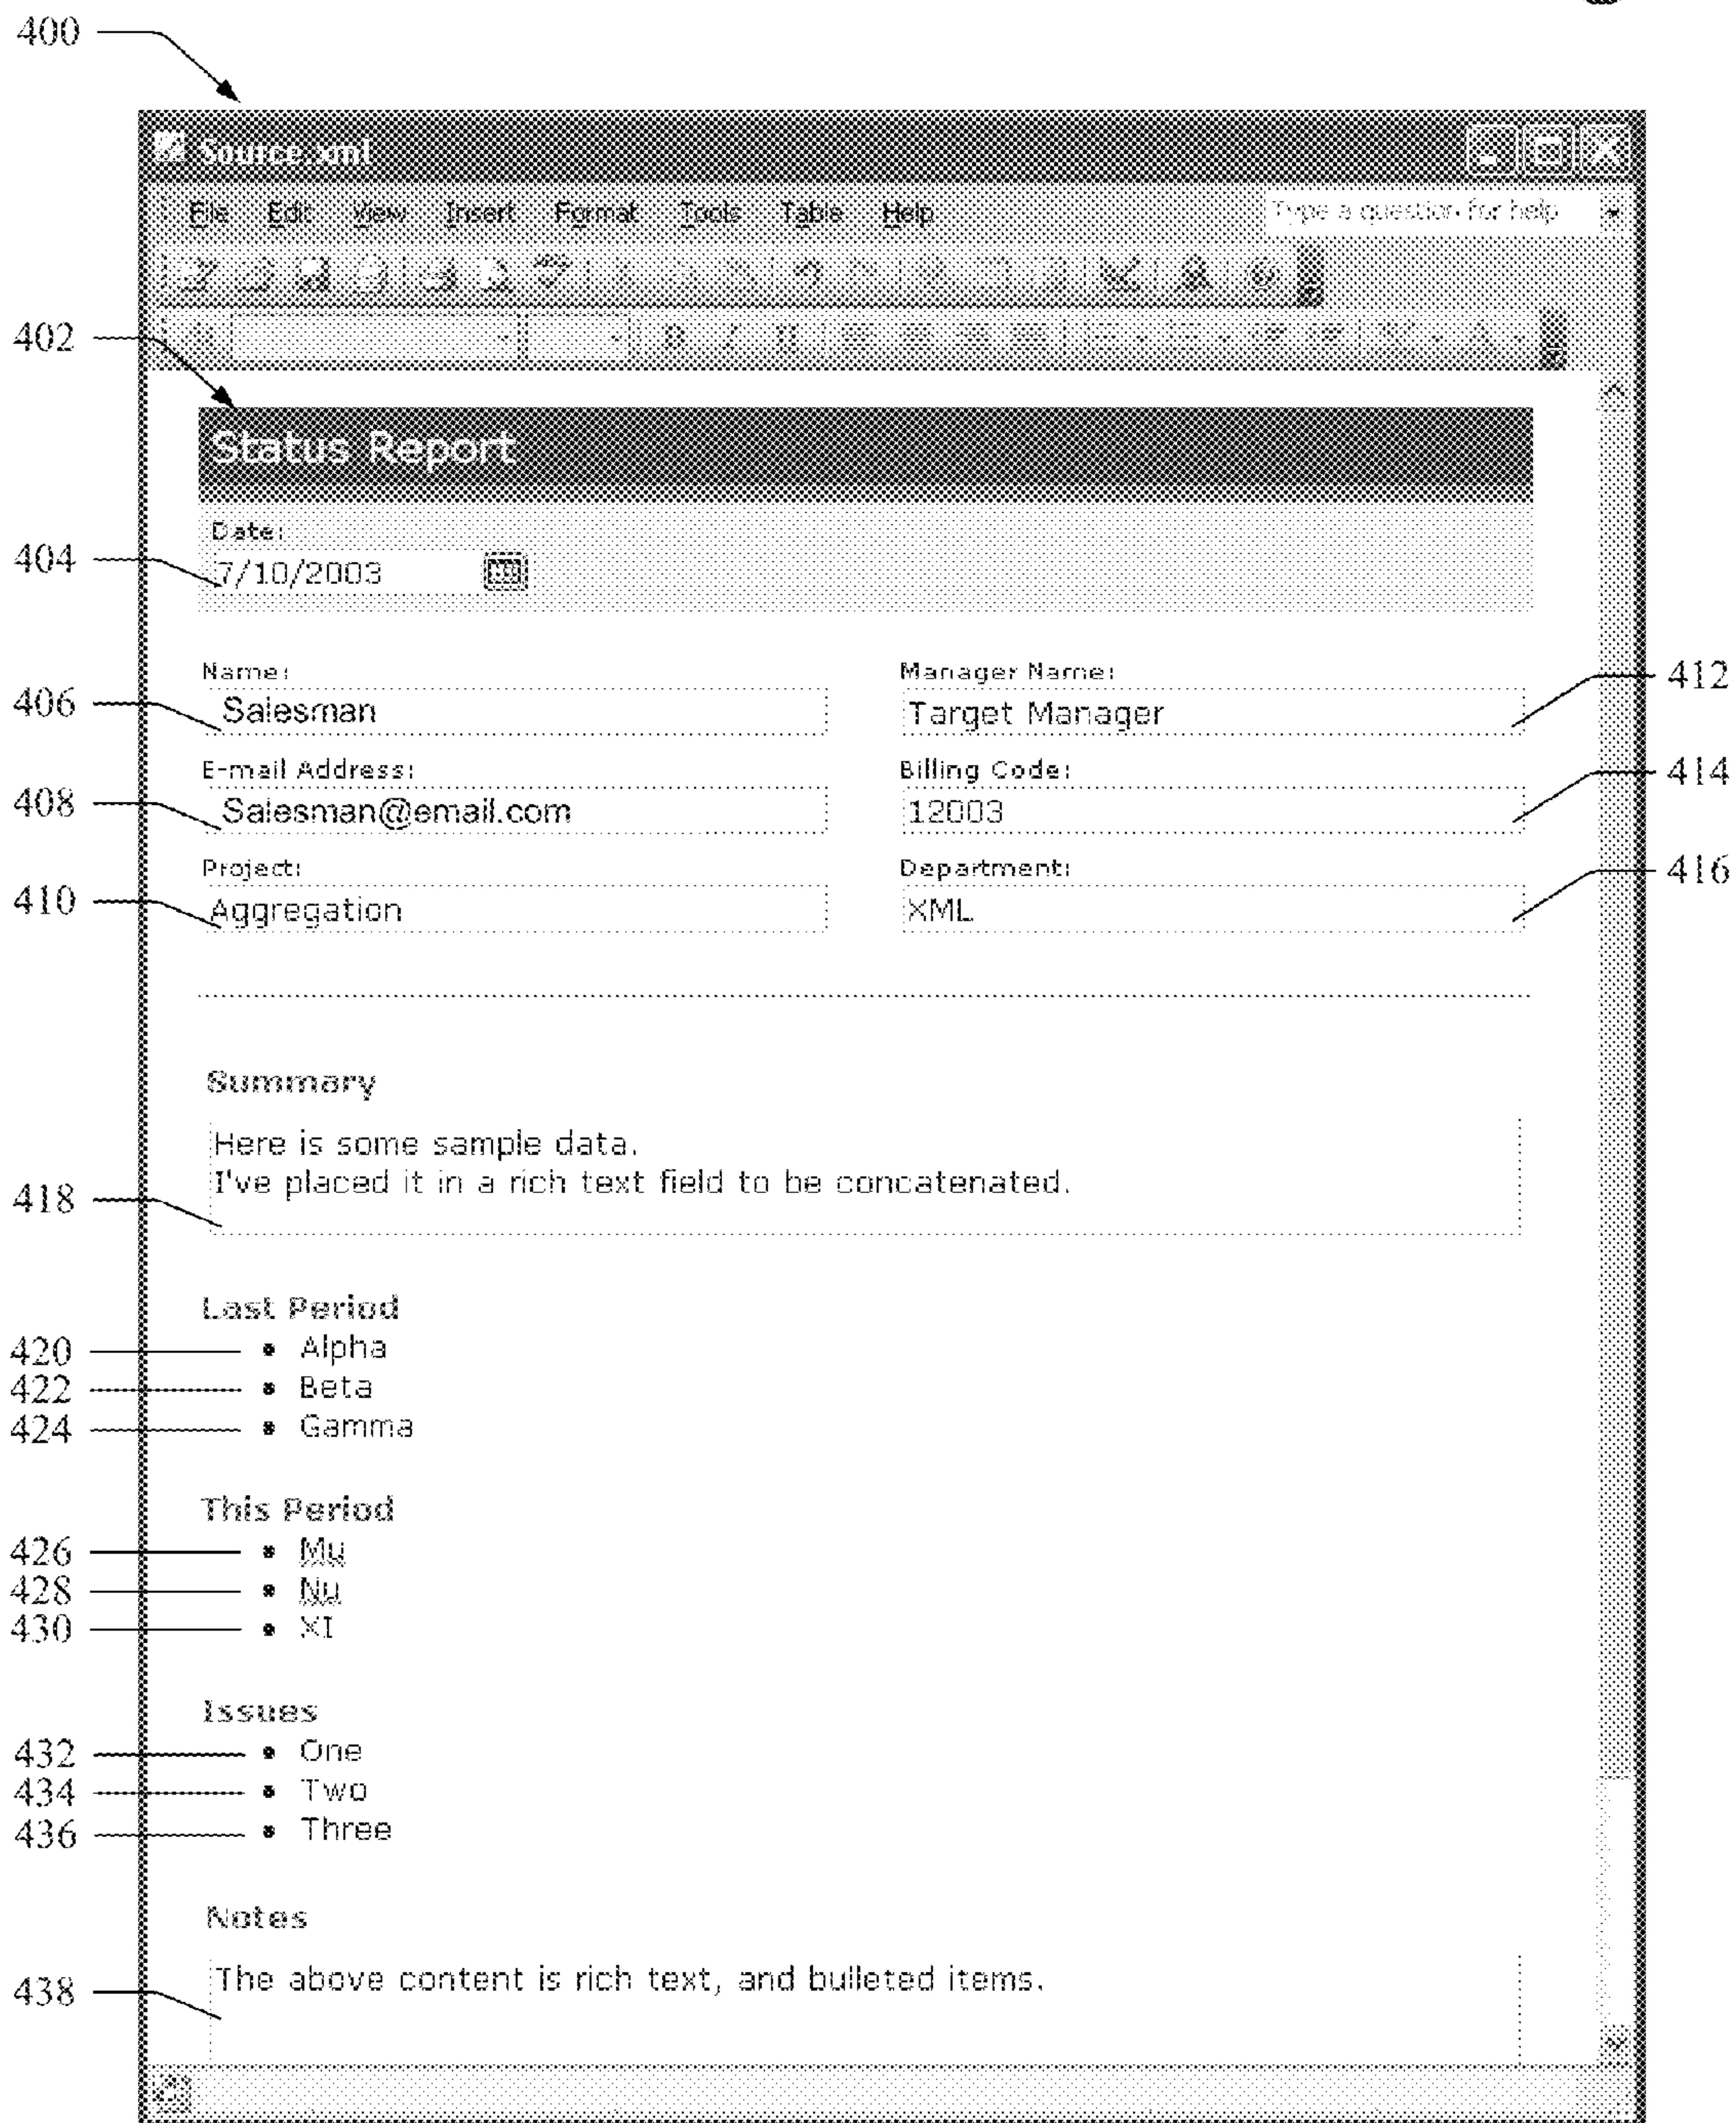 400
Source.xml
File Edit View Insert Format Tools Table Help Type a question for help
B I U
402
Status Report
Date:
404 7/10/2003
Name: Manager Name:
406 Salesman Target Manager 412
E-mail Address: Billing Code:
408 Salesman@email.com 12003 414
Project: Department:
410 Aggregation XML 416
Summary
Here is some sample data.
I've placed it in a rich text field to be concatenated.
418
Last Period
420 • Alpha
422 • Beta
424 • Gamma
This Period
426 • Mu
428 • Nu
430 • XI
Issues
432 • One
434 • Two
436 • Three
Notes
The above content is rich text, and bulleted items.
438